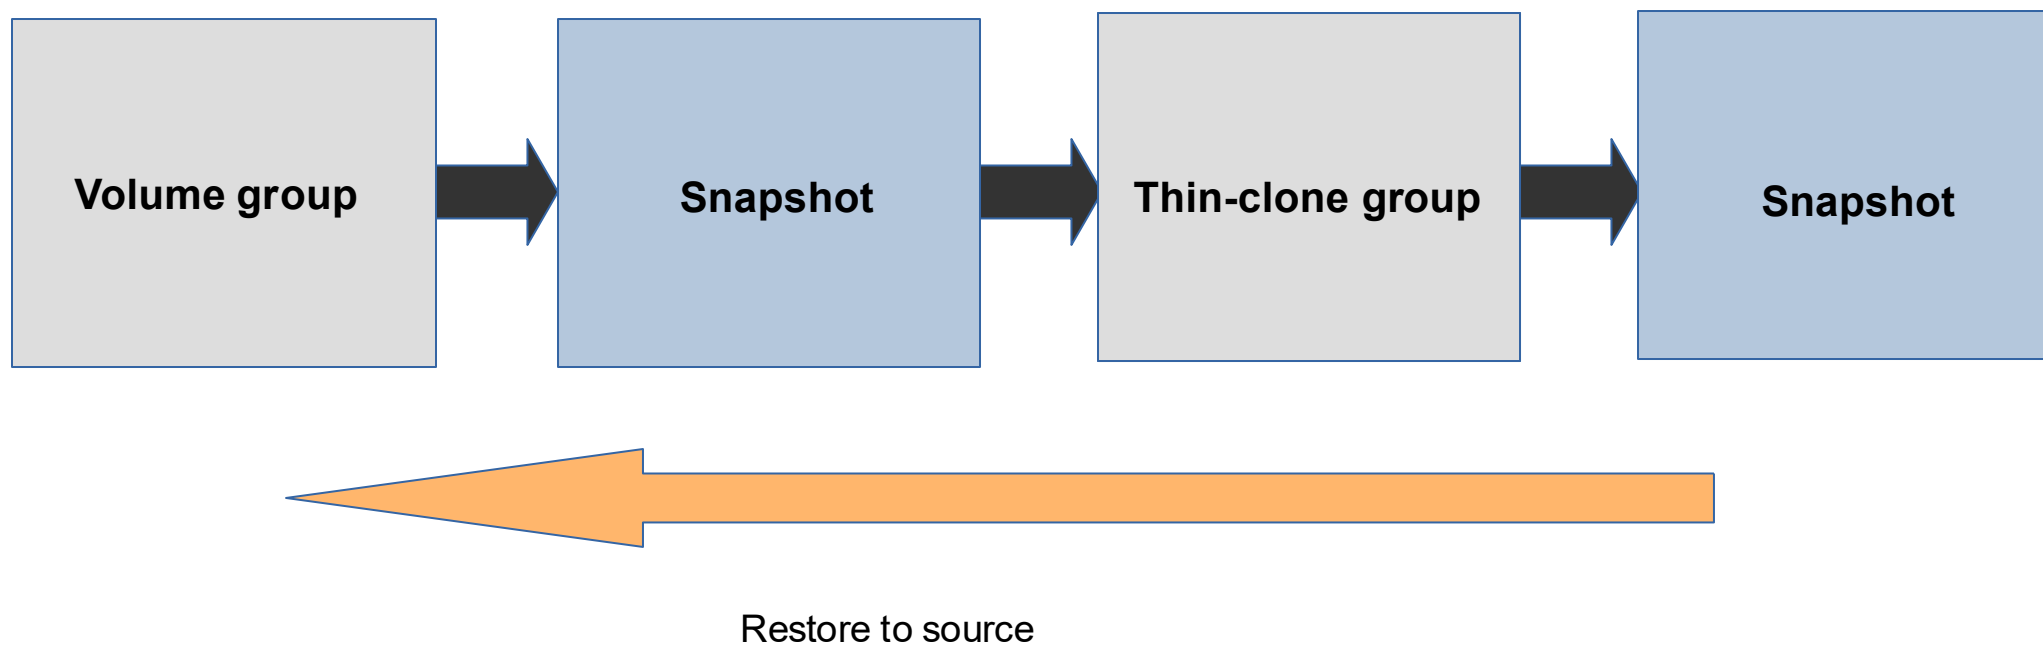 Volume group
Snapshot
Thin-clone group
Snapshot
Restore to source